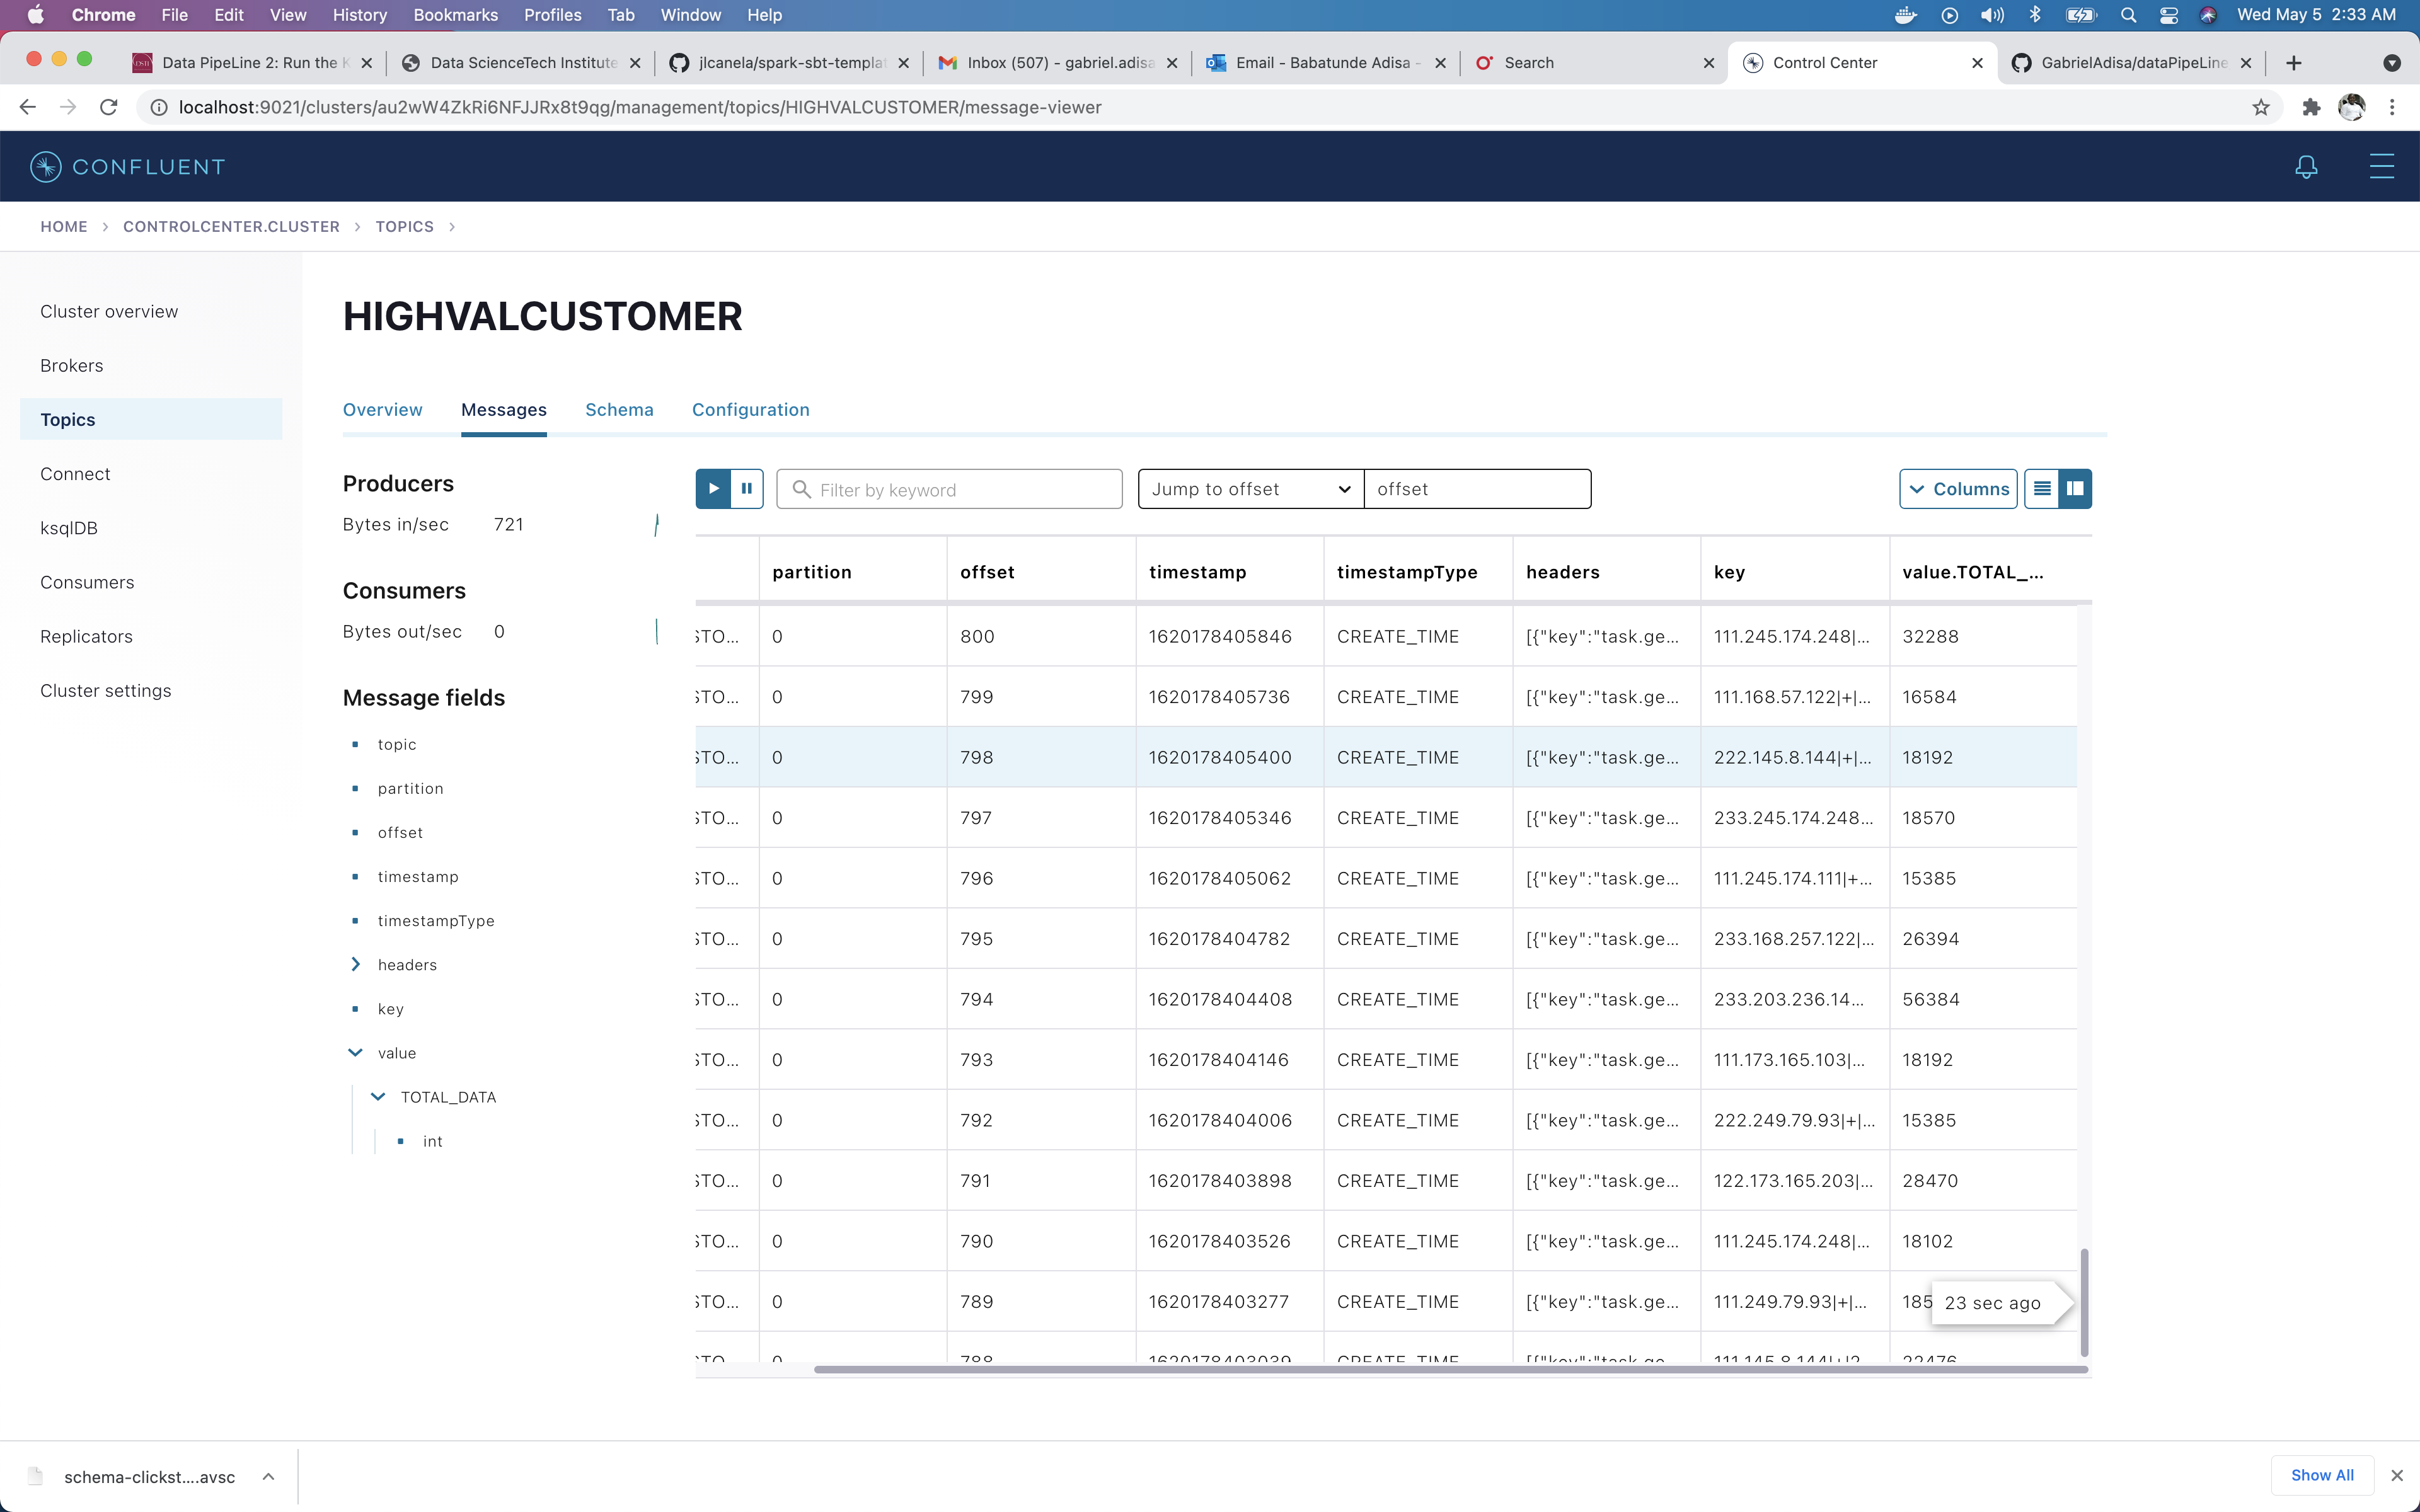 Chrome File Edit View History Bookmarks Profiles Tab Window Help Wed May 5 2:33 AM
Data PipeLine 2: Run the K Data ScienceTech Institute jlcanela/spark-sbt-templat Inbox (507) - gabriel.adisa Email - Babatunde Adisa - Search Control Center GabrielAdisa/dataPipeLine
localhost:9021/clusters/au2wW4ZkRi6NFJJRx8t9qg/management/topics/HIGHVALCUSTOMER/message-viewer
CONFLUENT
HOME > CONTROLCENTER.CLUSTER > TOPICS >
Cluster overview
Brokers
Topics
Connect
ksqlDB
Consumers
Replicators
Cluster settings
HIGHVALCUSTOMER
Overview Messages Schema Configuration
Producers
Bytes in/sec 721
Consumers
Bytes out/sec 0
Message fields
topic
partition
offset
timestamp
timestampType
headers
key
value
TOTAL_DATA
int
Filter by keyword Jump to offset offset Columns
partition offset timestamp timestampType headers key value.TOTAL_...
STO... 0 800 1620178405846 CREATE_TIME [{"key":"task.ge... 111.245.174.248|... 32288
STO... 0 799 1620178405736 CREATE_TIME [{"key":"task.ge... 111.168.57.122|+|... 16584
STO... 0 798 1620178405400 CREATE_TIME [{"key":"task.ge... 222.145.8.144|+|... 18192
STO... 0 797 1620178405346 CREATE_TIME [{"key":"task.ge... 233.245.174.248... 18570
STO... 0 796 1620178405062 CREATE_TIME [{"key":"task.ge... 111.245.174.111|+... 15385
STO... 0 795 1620178404782 CREATE_TIME [{"key":"task.ge... 233.168.257.122|... 26394
STO... 0 794 1620178404408 CREATE_TIME [{"key":"task.ge... 233.203.236.14... 56384
STO... 0 793 1620178404146 CREATE_TIME [{"key":"task.ge... 111.173.165.103|... 18192
STO... 0 792 1620178404006 CREATE_TIME [{"key":"task.ge... 222.249.79.93|+|... 15385
STO... 0 791 1620178403898 CREATE_TIME [{"key":"task.ge... 122.173.165.203|... 28470
STO... 0 790 1620178403526 CREATE_TIME [{"key":"task.ge... 111.245.174.248|... 18102
STO... 0 789 1620178403277 CREATE_TIME [{"key":"task.ge... 111.249.79.93|+|... 185 23 sec ago
0 788 1620178403039 CREATE_TIME [{"key":"task.ge... 111.145.8.144|+|2... 22476
schema-clickst....avsc Show All